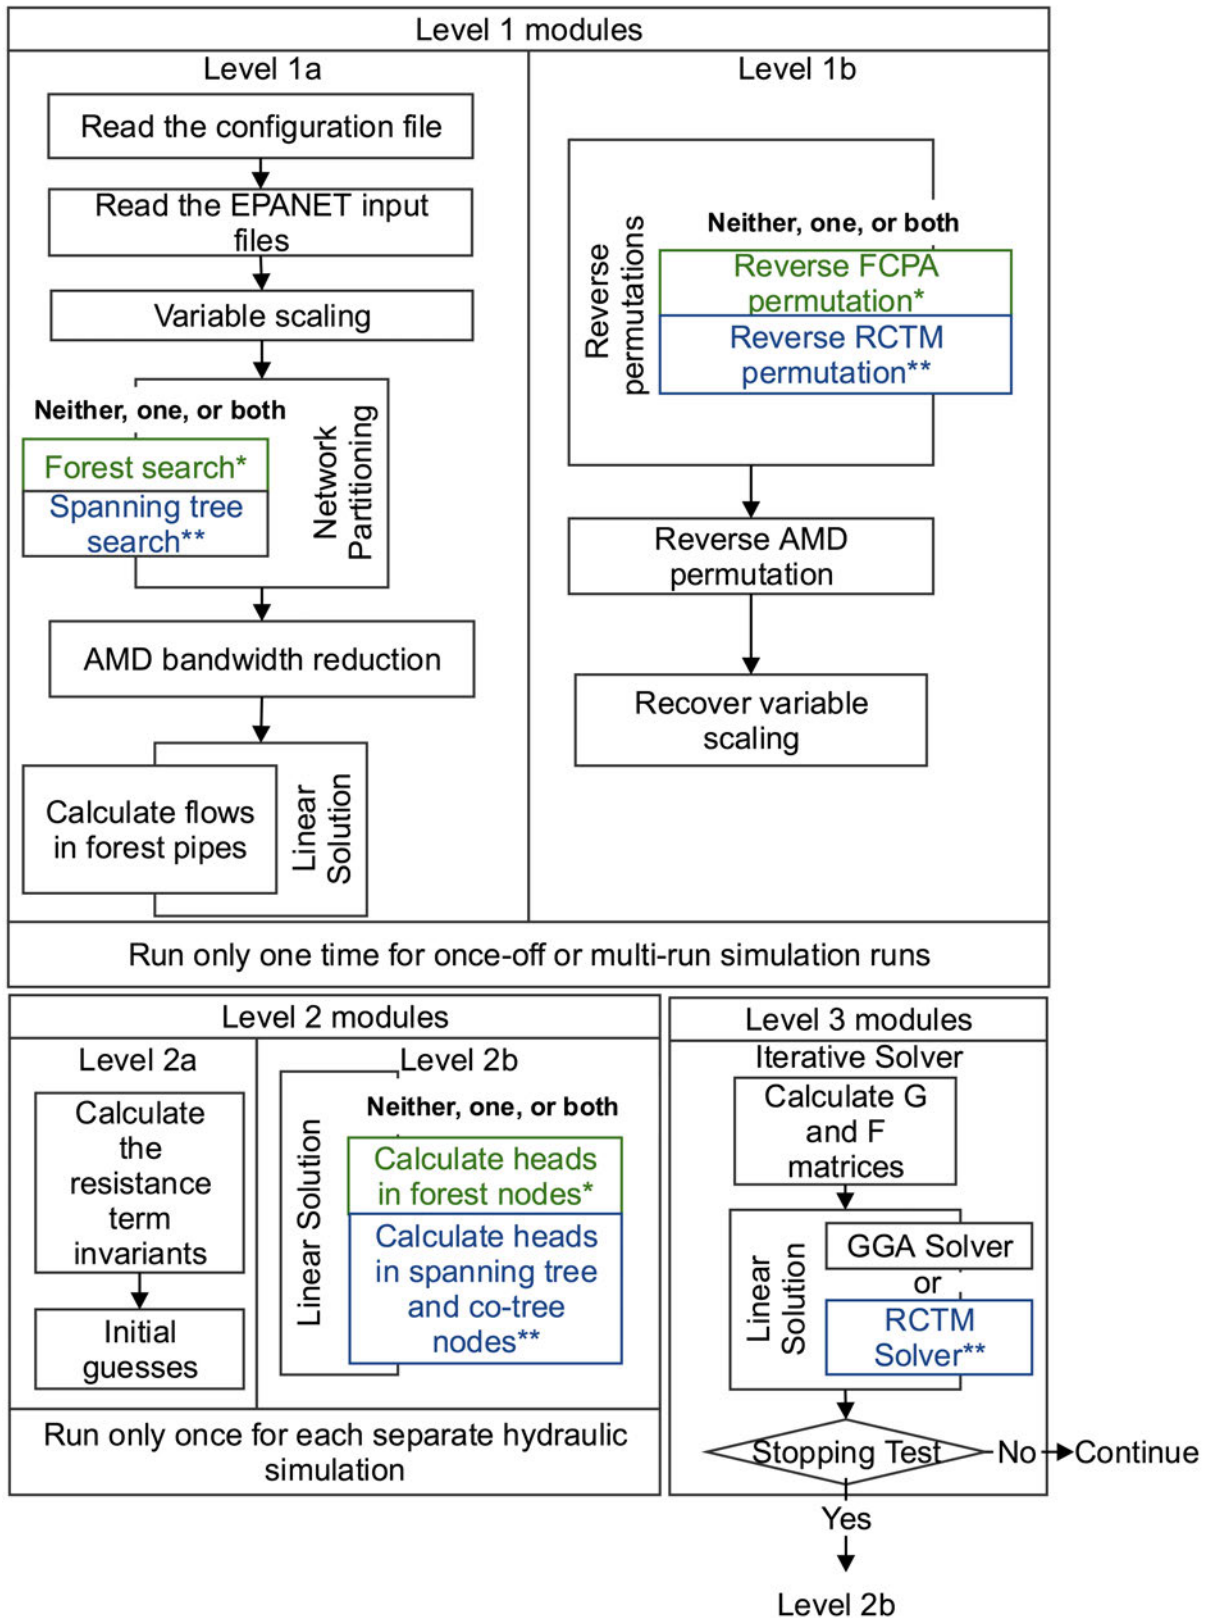 Level 1 modules
Level 1a
Read the configuration file
Read the EPANET input
files
Variable scaling
Neither, one, or both
Forest search*
Spanning tree
search**
Network
Partitioning
AMD bandwidth reduction
Calculate flows
in forest pipes
Linear
Solution
Level 1b
Reverse
permutations
Neither, one, or both
Reverse FCPA
permutation*
Reverse RCTM
permutation**
Reverse AMD
permutation
Recover variable
scaling
Run only one time for once-off or multi-run simulation runs
Level 2 modules
Level 2a
Calculate
the
resistance
term
invariants
Initial
guesses
Level 2b
Linear Solution
Neither, one, or both
Calculate heads
in forest nodes*
Calculate heads
in spanning tree
and co-tree
nodes**
Run only once for each separate hydraulic
simulation
Level 3 modules
Iterative Solver
Calculate G
and F
matrices
Linear
Solution
GGA Solver
or
RCTM
Solver**
Stopping Test
No
Continue
Yes
Level 2b